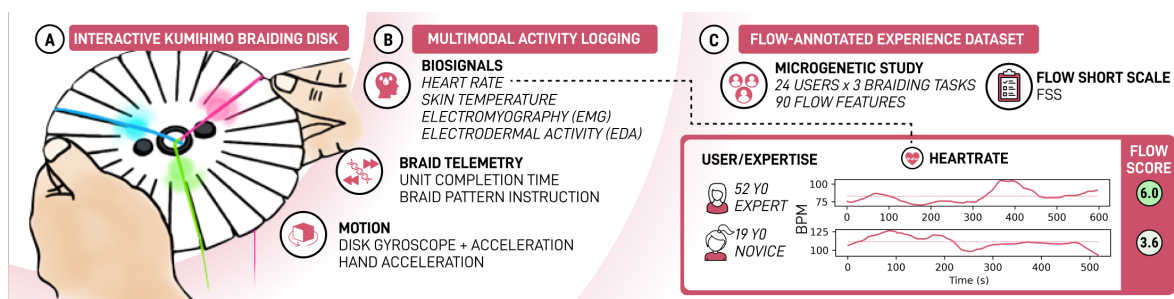 A
INTERACTIVE KUMIHIMO BRAIDING DISK
B
MULTIMODAL ACTIVITY LOGGING
BIOSIGNALS
HEART RATE
SKIN TEMPERATURE
ELECTROMYOGRAPHY (EMG)
ELECTRODERMAL ACTIVITY (EDA)
BRAID TELEMETRY
UNIT COMPLETION TIME
BRAID PATTERN INSTRUCTION
MOTION
DISK GYROSCOPE + ACCELERATION
HAND ACCELERATION
C
FLOW-ANNOTATED EXPERIENCE DATASET
MICROGENETIC STUDY
24 USERS x 3 BRAIDING TASKS
90 FLOW FEATURES
FLOW SHORT SCALE
FSS
USER/EXPERTISE
HEARTRATE
FLOW
SCORE
52 YO
EXPERT
BPM
100
75
0 100 200 300 400 500 600
6.0
19 YO
NOVICE
125
100
0 100 200 300 400 500
Time (s)
3.6